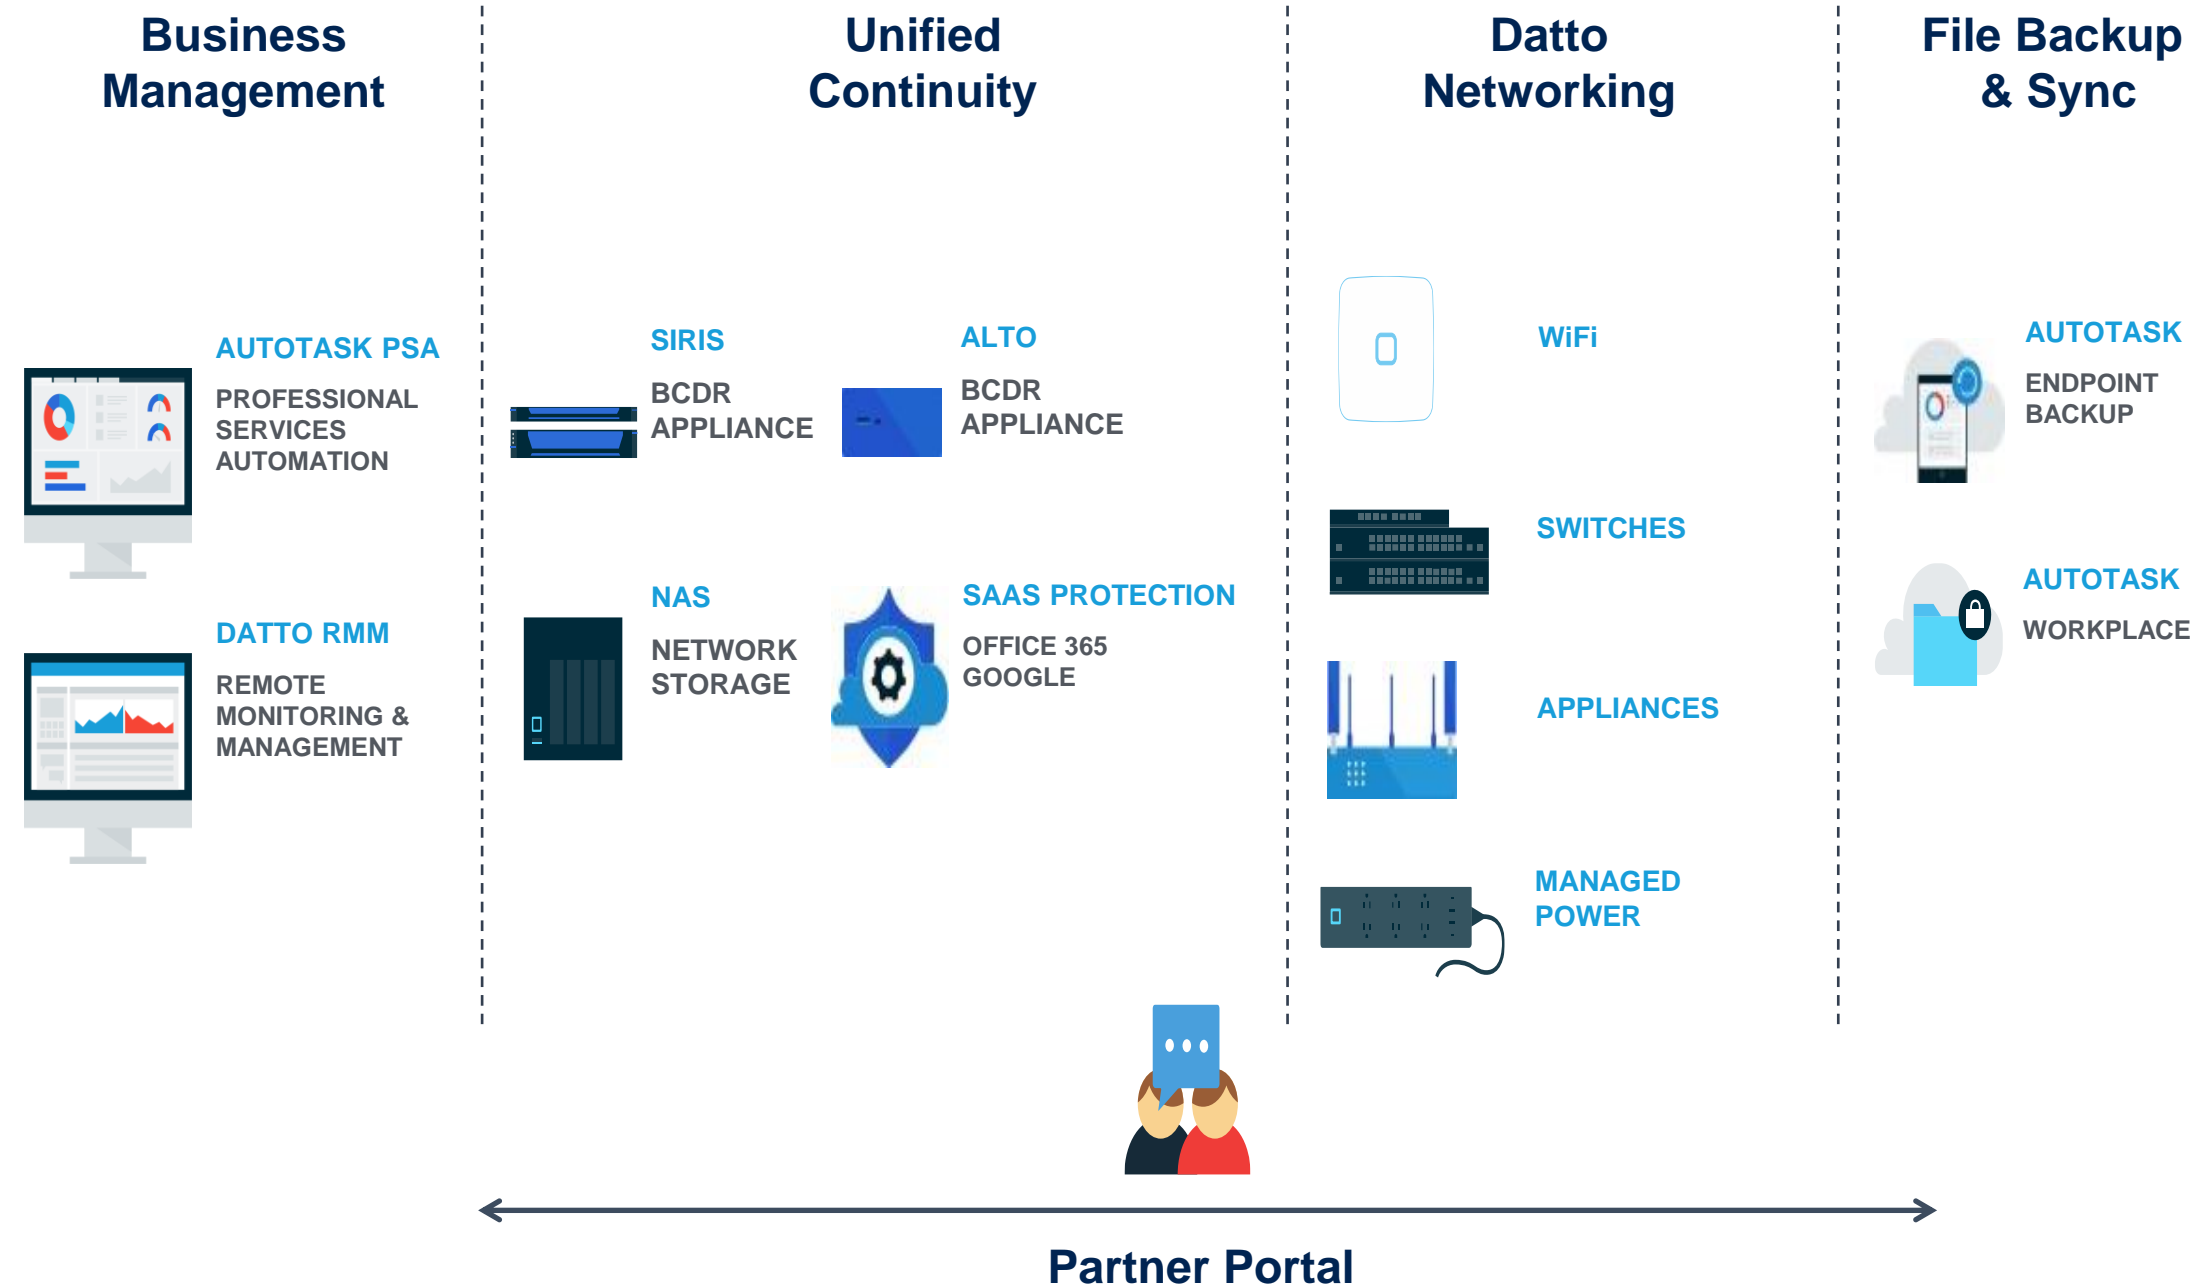 Business
Management
Unified
Continuity
Datto
Networking
File Backup
& Sync
AUTOTASK PSA
PROFESSIONAL
SERVICES
AUTOMATION
DATTO RMM
REMOTE
MONITORING &
MANAGEMENT
SIRIS
BCDR
APPLIANCE
ALTO
BCDR
APPLIANCE
NAS
NETWORK
STORAGE
SAAS PROTECTION
OFFICE 365
GOOGLE
WiFi
SWITCHES
APPLIANCES
MANAGED
POWER
AUTOTASK
ENDPOINT
BACKUP
AUTOTASK
WORKPLACE
Partner Portal